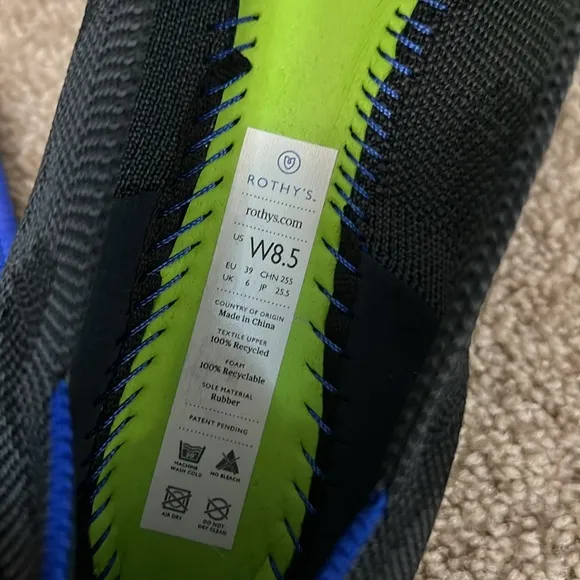 ROTHY'S™
rothys.com
US W8.5
EU 39 CHN 255
UK 6 JP 25.5
COUNTRY OF ORIGIN
Made in China
TEXTILE UPPER
100% Recycled
FOAM
100% Recyclable
SOLE MATERIAL
Rubber
PATENT PENDING
MACHINE WASH COLD
NO BLEACH
AIR DRY
DO NOT DRY CLEAN